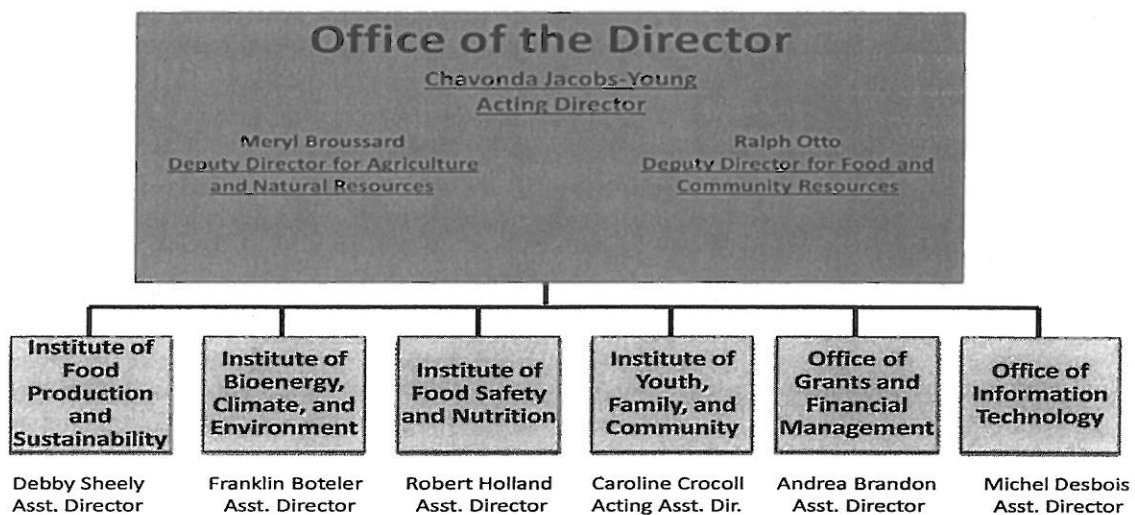 Office of the Director
Chavonda Jacobs-Young
Acting Director
Meryl Broussard
Deputy Director for Agriculture
and Natural Resources
Ralph Otto
Deputy Director for Food and
Community Resources
Institute of
Food
Production
and
Sustainability
Institute of
Bioenergy,
Climate, and
Environment
Institute of
Food Safety
and Nutrition
Institute of
Youth,
Family, and
Community
Office of
Grants and
Financial
Management
Office of
Information
Technology
Debby Sheely
Asst. Director
Franklin Boteler
Asst. Director
Robert Holland
Asst. Director
Caroline Crocoll
Acting Asst. Dir.
Andrea Brandon
Asst. Director
Michel Desbois
Asst. Director